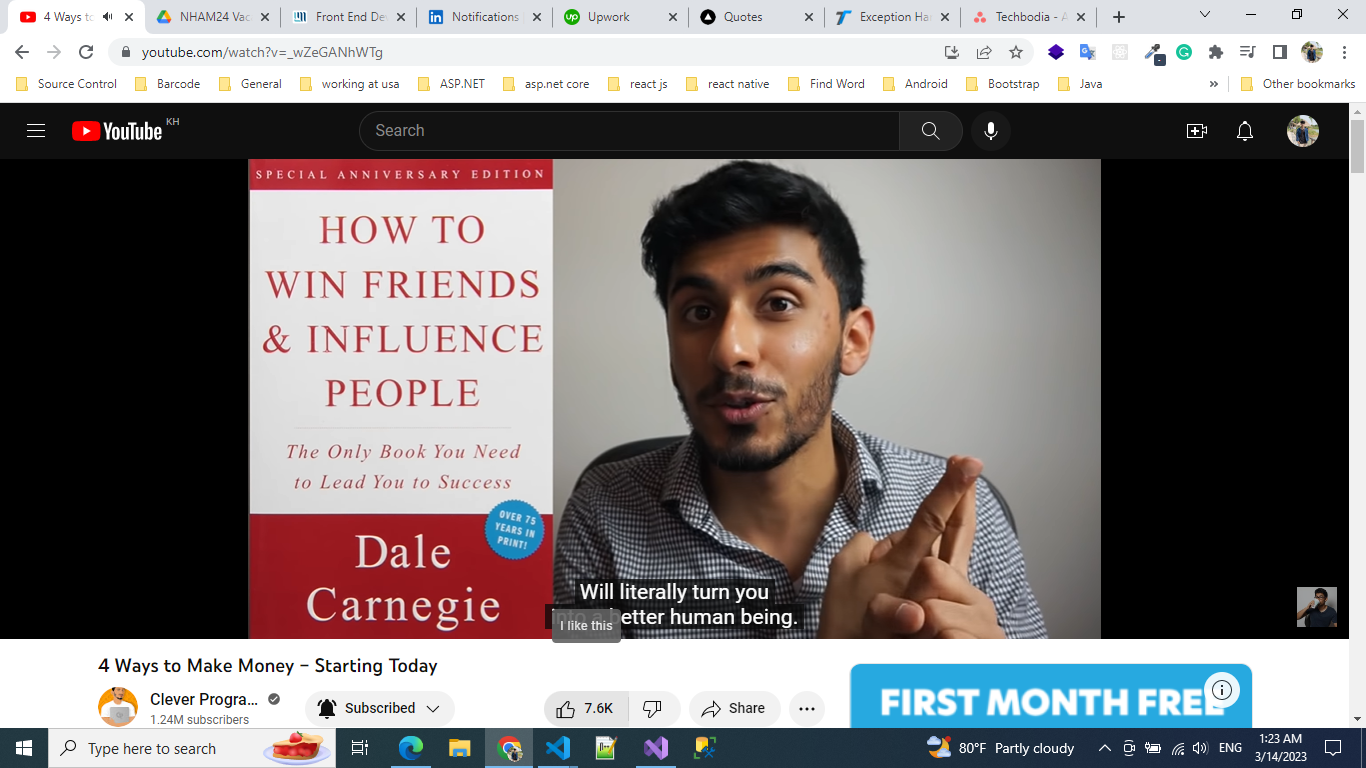 4 Ways to
NHAM24 Vac
Front End De
Notifications
Upwork
Quotes
Exception Ha
Techbodia - A
youtube.com/watch?v=_wZeGANhWTg
Source Control
Barcode
General
working at usa
ASP.NET
asp.net core
react js
react native
Find Word
Android
Bootstrap
Java
»
Other bookmarks
YouTube
KH
Search
SPECIAL ANNIVERSARY EDITION
HOW TO
WIN FRIENDS
& INFLUENCE
PEOPLE
The Only Book You Need
to Lead You to Success
OVER 75
YEARS IN
PRINT!
Dale
Carnegie
Will literally turn you
better human being.
I like this
4 Ways to Make Money – Starting Today
Clever Progra...
1.24M subscribers
Subscribed
7.6K
Share
FIRST MONTH FREE
Type here to search
80°F Partly cloudy
ENG
1:23 AM
3/14/2023